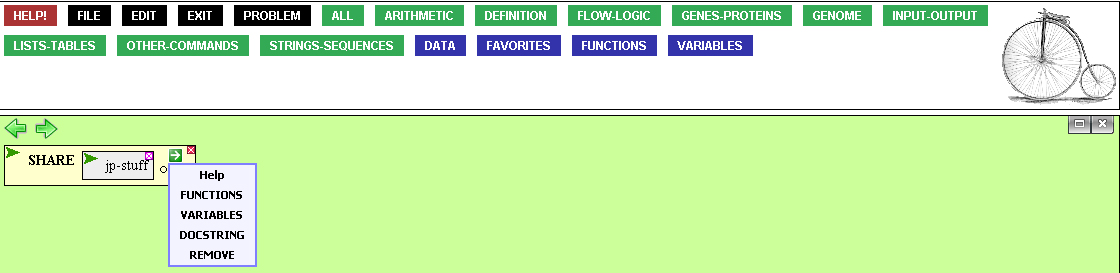 HELP! FILE EDIT EXIT PROBLEM ALL ARITHMETIC DEFINITION FLOW-LOGIC GENES-PROTEINS GENOME INPUT-OUTPUT
LISTS-TABLES OTHER-COMMANDS STRINGS-SEQUENCES DATA FAVORITES FUNCTIONS VARIABLES
SHARE jp-stuff
Help
FUNCTIONS
VARIABLES
DOCSTRING
REMOVE